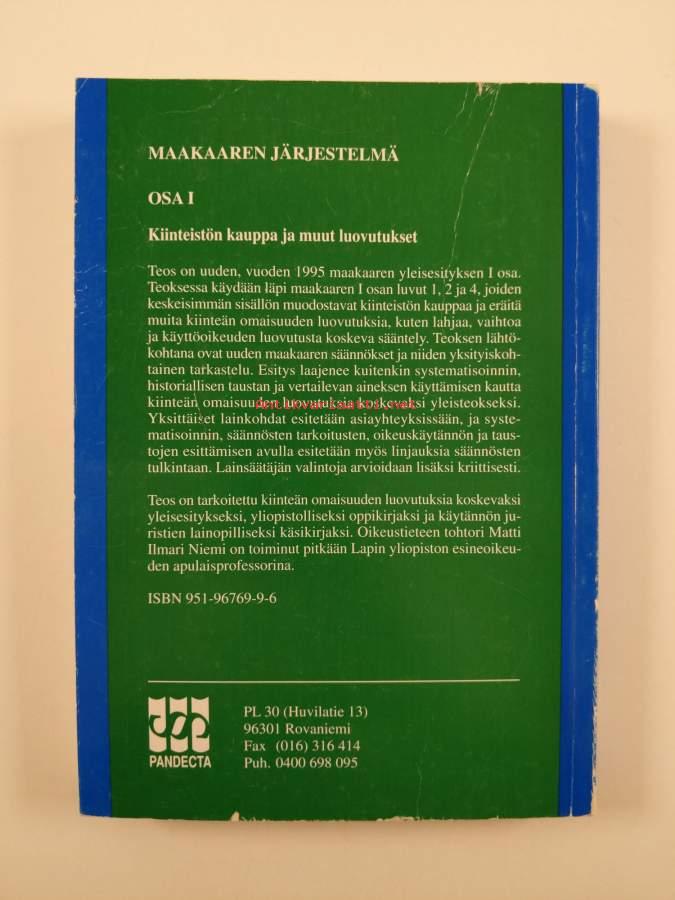 MAAKAAREN JÄRJESTELMÄ
OSA I
Kiinteistön kauppa ja muut luovutukset
Teos on uuden, vuoden 1995 maakaaren yleisesityksen I osa.
Teoksessa käydään läpi maakaaren I osan luvut 1, 2 ja 4, joiden
keskeisimmän sisällön muodostavat kiinteistön kauppaa ja eräitä
muita kiinteän omaisuuden luovutuksia, kuten lahjaa, vaihtoa
ja käyttöoikeuden luovutusta koskeva sääntely. Teoksen lähtö-
kohtana ovat uuden maakaaren säännökset ja niiden yksityiskoh-
tainen tarkastelu. Esitys laajenee kuitenkin systematisoinnin,
historiallisen taustan ja vertailevan aineksen käyttämisen kautta
kiinteän omaisuuden luovutuksia koskevaksi yleisteokseksi.
Antikvariaatti.net
Yksittäiset lainkohdat esitetään asiayhteyksissään, ja syste-
matisoinnin, säännösten tarkoitusten, oikeuskäytännön ja taus-
tojen esittämisen avulla esitetään myös linjauksia säännösten
tulkintaan. Lainsäätäjän valintoja arvioidaan lisäksi kriittisesti.
Teos on tarkoitettu kiinteän omaisuuden luovutuksia koskevaksi
yleisesitykseksi, yliopistolliseksi oppikirjaksi ja käytännön ju-
ristien lainopilliseksi käsikirjaksi. Oikeustieteen tohtori Matti
Ilmari Niemi on toiminut pitkään Lapin yliopiston esineoikeu-
den apulaisprofessorina.
ISBN 951-96769-9-6
PL 30 (Huvilatie 13)
96301 Rovaniemi
Fax (016) 316 414
Puh. 0400 698 095
PANDECTA